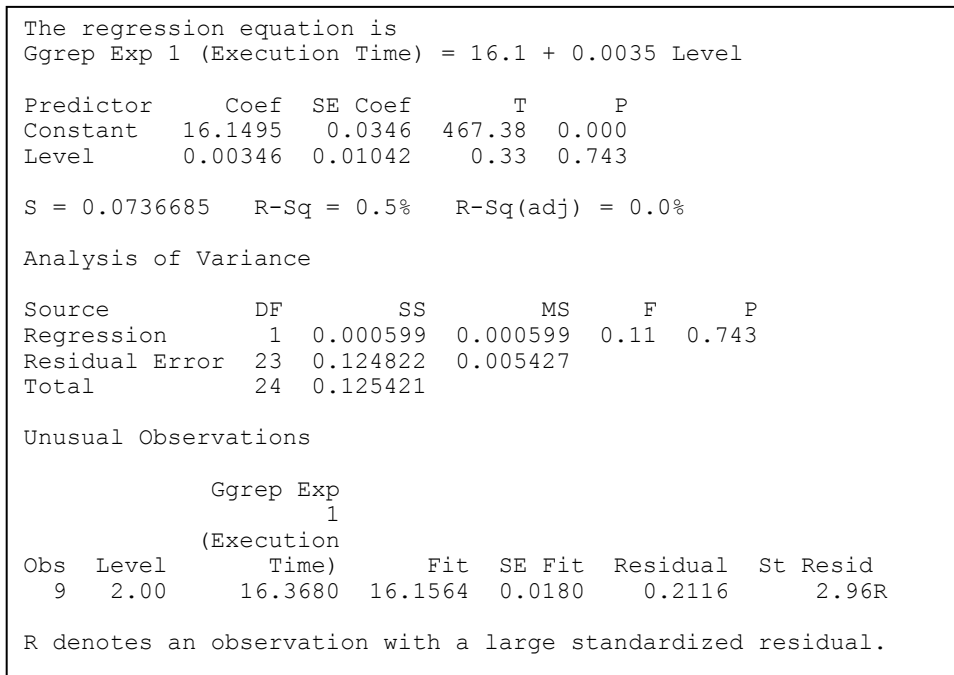 The regression equation is
Ggrep Exp 1 (Execution Time) = 16.1 + 0.0035 Level
Predictor Coef SE Coef T P
Constant 16.1495 0.0346 467.38 0.000
Level 0.00346 0.01042 0.33 0.743
S = 0.0736685 R-Sq = 0.5% R-Sq(adj) = 0.0%
Analysis of Variance
Source DF SS MS F P
Regression 1 0.000599 0.000599 0.11 0.743
Residual Error 23 0.124822 0.005427
Total 24 0.125421
Unusual Observations
Ggrep Exp
1
(Execution
Obs Level Time) Fit SE Fit Residual St Resid
9 2.00 16.3680 16.1564 0.0180 0.2116 2.96R
R denotes an observation with a large standardized residual.